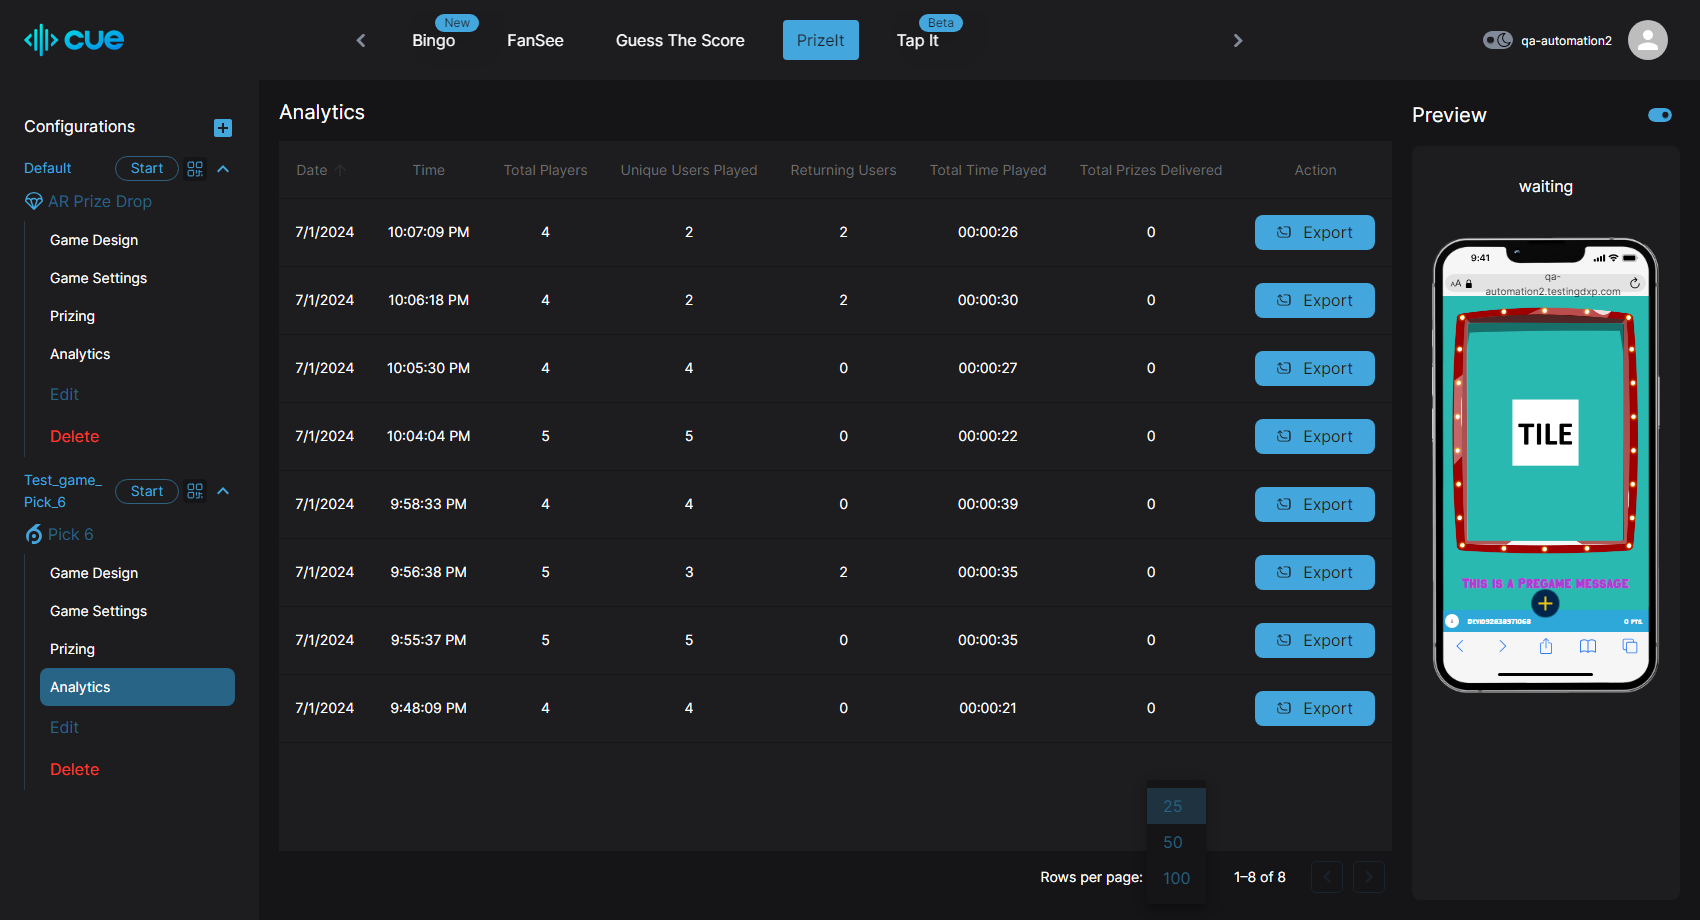 cue
Bingo
New
FanSee
Guess The Score
PrizeIt
Tap It
Beta
qa-automation2
Configurations
Default
Start
AR Prize Drop
Game Design
Game Settings
Prizing
Analytics
Edit
Delete
Test_game_
Pick_6
Start
Pick 6
Game Design
Game Settings
Prizing
Analytics
Edit
Delete
Analytics
Date Time Total Players Unique Users Played Returning Users Total Time Played Total Prizes Delivered Action
7/1/2024 10:07:09 PM 4 2 2 00:00:26 0 Export
7/1/2024 10:06:18 PM 4 2 2 00:00:30 0 Export
7/1/2024 10:05:30 PM 4 4 0 00:00:27 0 Export
7/1/2024 10:04:04 PM 5 5 0 00:00:22 0 Export
7/1/2024 9:58:33 PM 4 4 0 00:00:39 0 Export
7/1/2024 9:56:38 PM 5 3 2 00:00:35 0 Export
7/1/2024 9:55:37 PM 5 5 0 00:00:35 0 Export
7/1/2024 9:48:09 PM 4 4 0 00:00:21 0 Export
25
50
100
Rows per page:
1–8 of 8
Preview
waiting
9:41
AA
qa-
automation2.testingdxp.com
TILE
THIS IS A PREGAME MESSAGE
0 PTS.